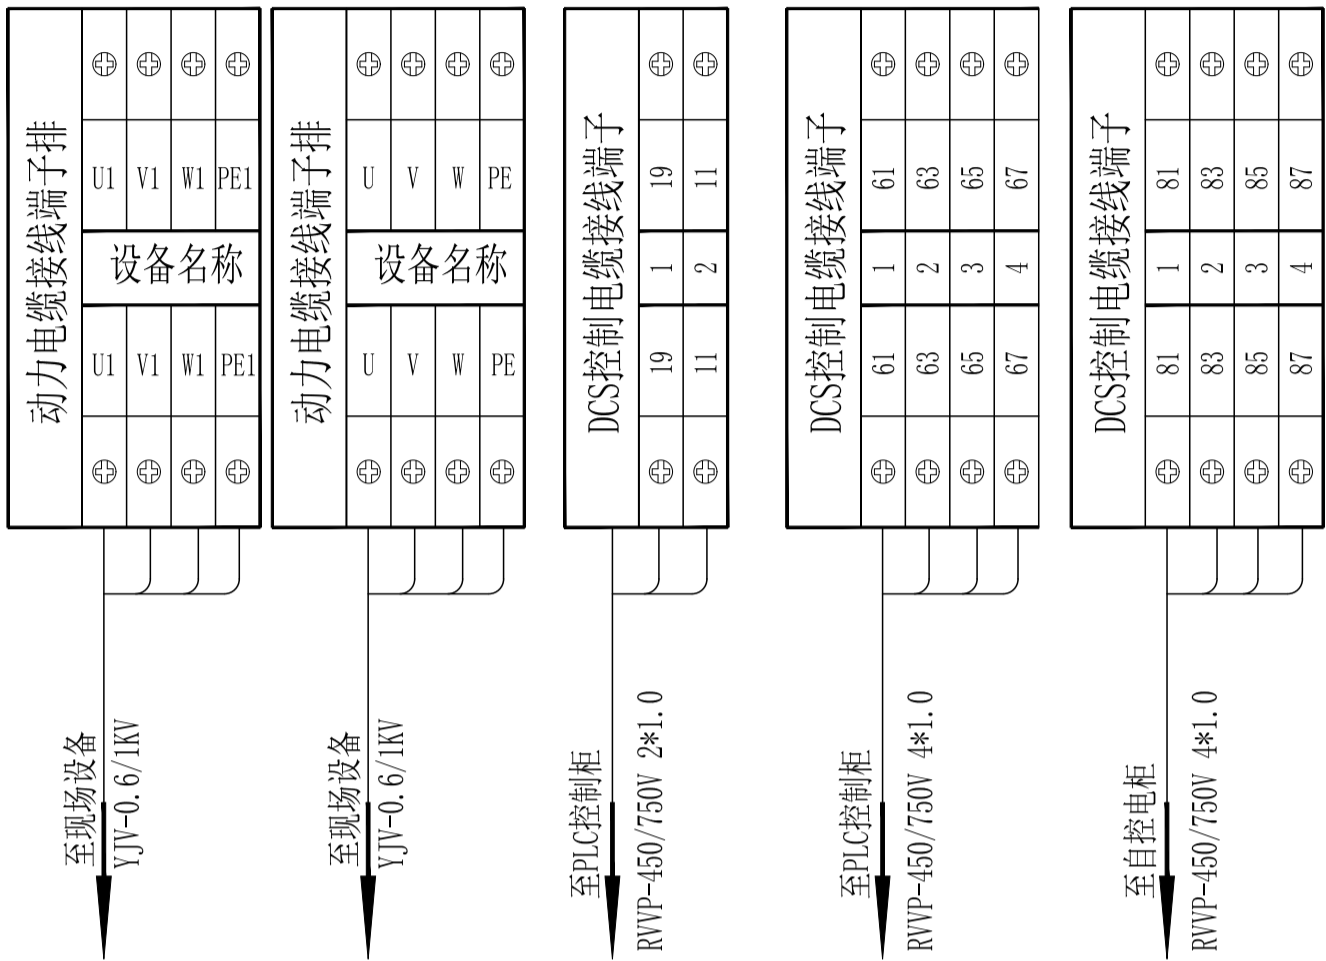 动力电缆接线端子排
U1 V1 W1 PE1
设备名称
U1 V1 W1 PE1
至现场设备
YJV-0.6/1KV
动力电缆接线端子排
U V W PE
设备名称
U V W PE
至现场设备
YJV-0.6/1KV
DCS控制电缆接线端子
19 11
1 2
19 11
至PLC控制柜
RVVP-450/750V 2*1.0
DCS控制电缆接线端子
61 63 65 67
1 2 3 4
61 63 65 67
至PLC控制柜
RVVP-450/750V 4*1.0
DCS控制电缆接线端子
81 83 85 87
1 2 3 4
81 83 85 87
至自控电柜
RVVP-450/750V 4*1.0